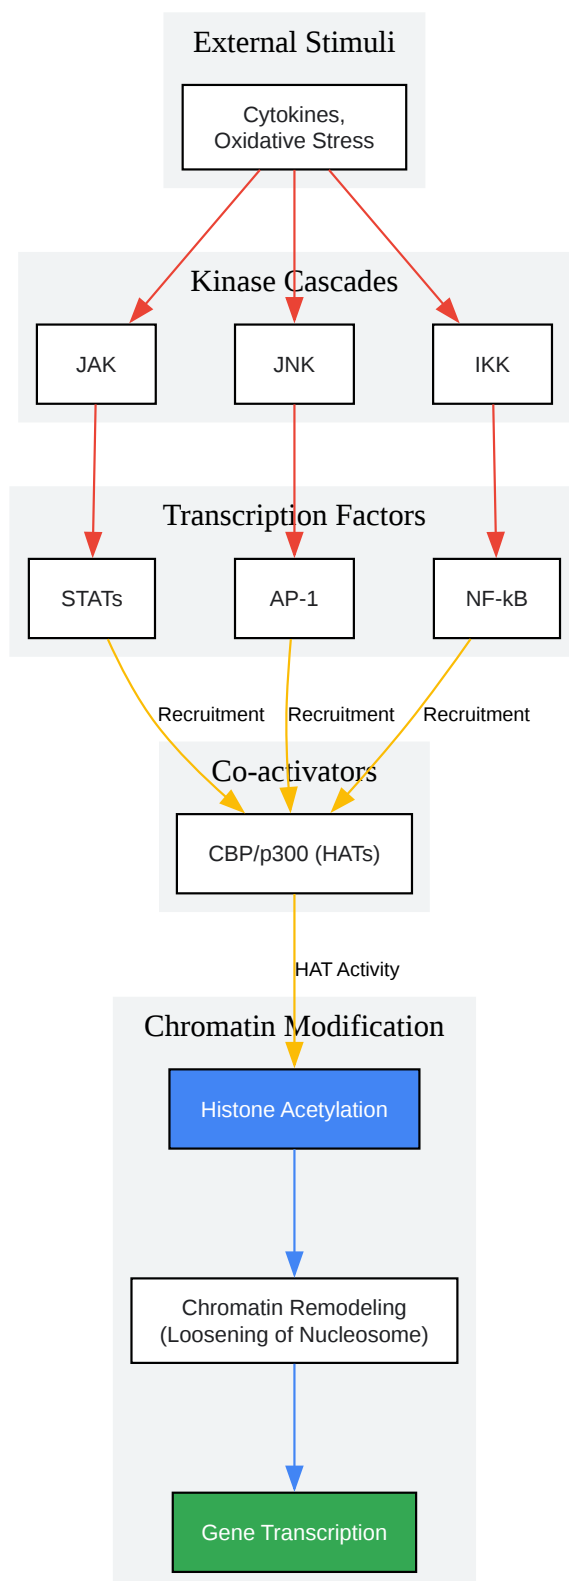 External Stimuli
Cytokines,
Oxidative Stress
Kinase Cascades
JAK
JNK
IKK
Transcription Factors
STATs
AP-1
NF-kB
Recruitment
Recruitment
Recruitment
Co-activators
CBP/p300 (HATs)
HAT Activity
Chromatin Modification
Histone Acetylation
Chromatin Remodeling
(Loosening of Nucleosome)
Gene Transcription